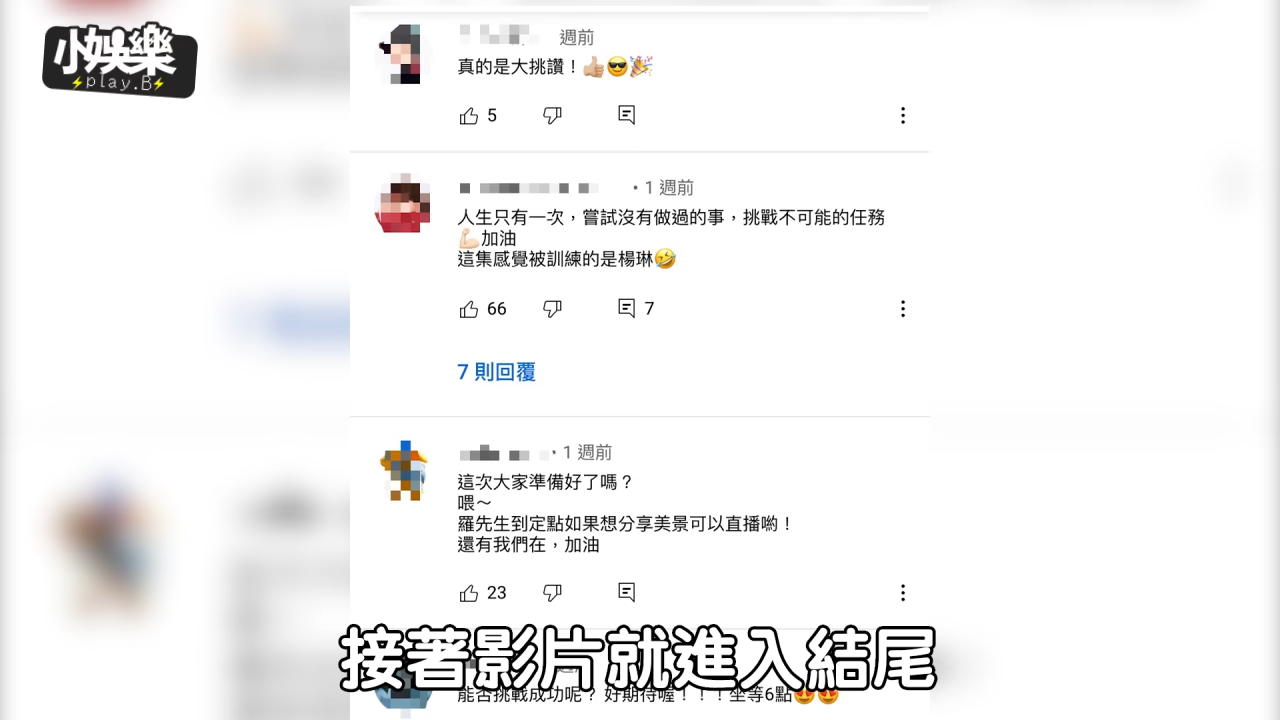 小娛樂
play.B
週前
真的是大挑讚！👍🏼😎🎉
5
・1 週前
人生只有一次，嘗試沒有做過的事，挑戰不可能的任務
💪🏻加油
這集感覺被訓練的是楊琳🤣
66
7
7 則回覆
・1 週前
這次大家準備好了嗎？
喂～
羅先生到定點如果想分享美景可以直播喲！
還有我們在，加油
23
接著影片就進入結尾
能否挑戰成功呢？ 好期待喔！！！坐等6點😍😍